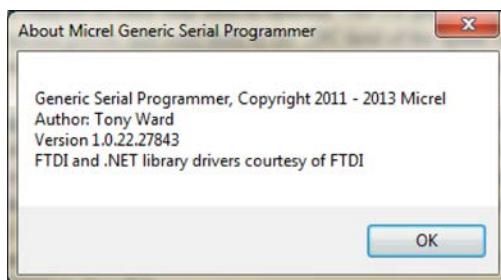 About Micrel Generic Serial Programmer
Generic Serial Programmer, Copyright 2011 - 2013 Micrel
Author: Tony Ward
Version 1.0.22.27843
FTDI and .NET library drivers courtesy of FTDI
OK